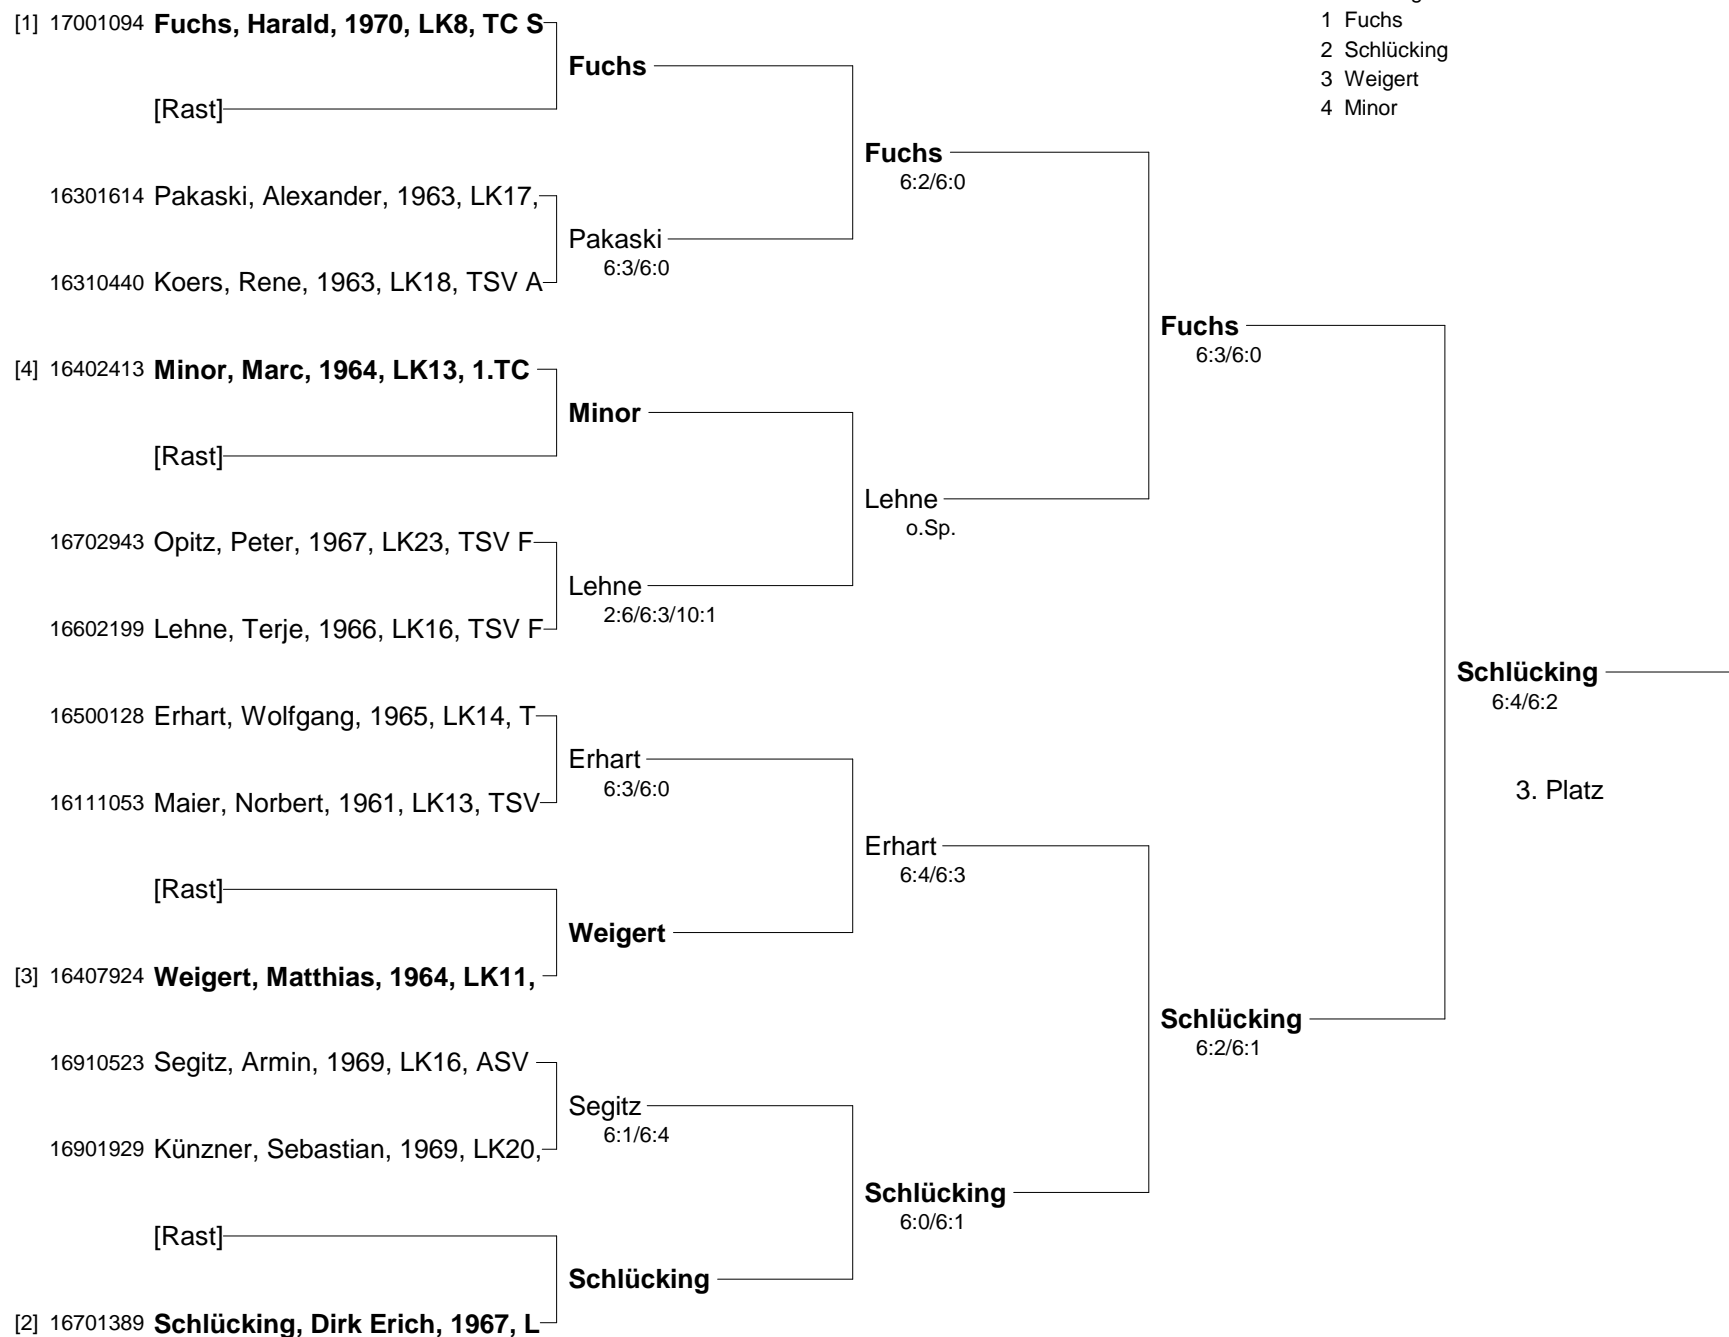 [1] 17001094 Fuchs, Harald, 1970, LK8, TC S
Fuchs
[Rast]
Fuchs
6:2/6:0
16301614 Pakaski, Alexander, 1963, LK17,
Pakaski
6:3/6:0
16310440 Koers, Rene, 1963, LK18, TSV A
Fuchs
6:3/6:0
[4] 16402413 Minor, Marc, 1964, LK13, 1.TC
Minor
[Rast]
Lehne
o.Sp.
16702943 Opitz, Peter, 1967, LK23, TSV F
Lehne
2:6/6:3/10:1
16602199 Lehne, Terje, 1966, LK16, TSV F
Schlücking
6:4/6:2
16500128 Erhart, Wolfgang, 1965, LK14, T
Erhart
6:3/6:0
16111053 Maier, Norbert, 1961, LK13, TSV
Erhart
6:4/6:3
[Rast]
Weigert
[3] 16407924 Weigert, Matthias, 1964, LK11,
Schlücking
6:2/6:1
16910523 Segitz, Armin, 1969, LK16, ASV
Segitz
6:1/6:4
16901929 Künzner, Sebastian, 1969, LK20,
Schlücking
6:0/6:1
[Rast]
Schlücking
[2] 16701389 Schlücking, Dirk Erich, 1967, L
1 Fuchs
2 Schlücking
3 Weigert
4 Minor
3. Platz